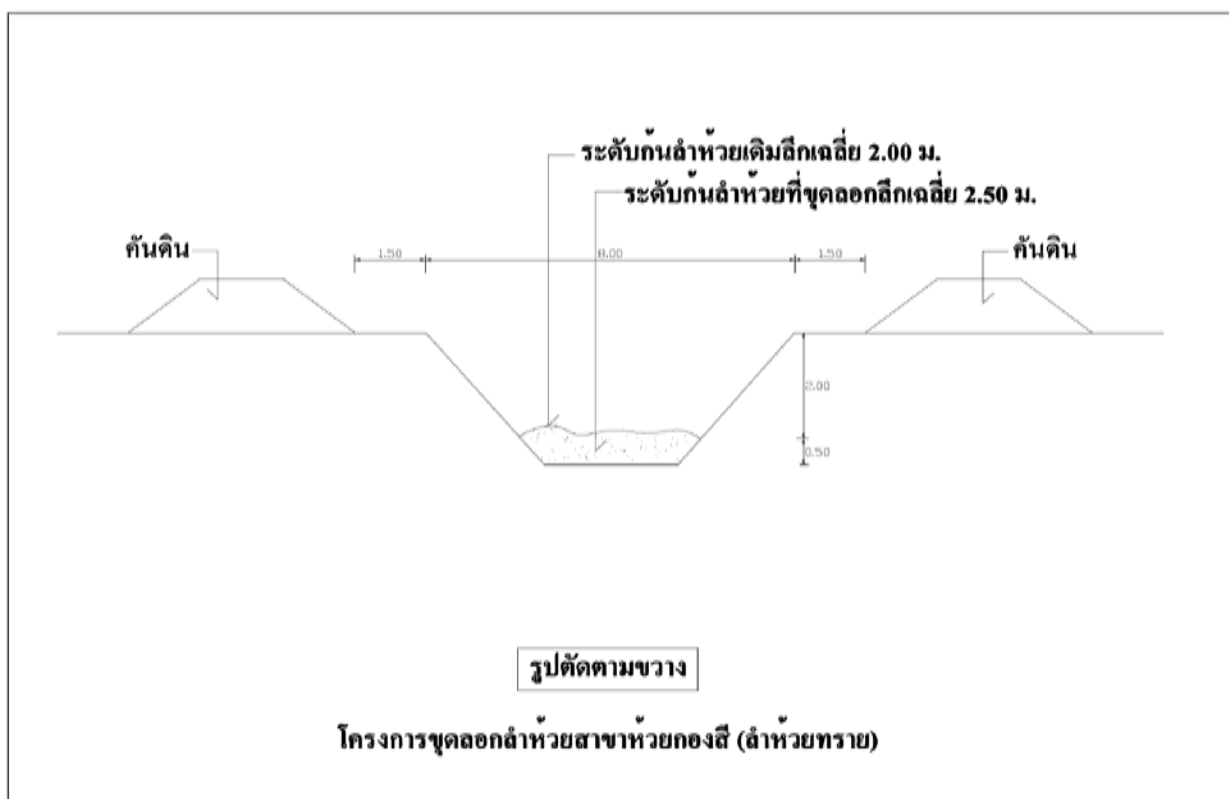 ระดับก้นลำห้วยเดิมลึกเฉลี่ย 2.00 ม.
ระดับก้นลำห้วยที่ขุดลอกลึกเฉลี่ย 2.50 ม.
คันดิน
1.50
8.00
1.50
คันดิน
2.00
0.50
รูปตัดตามขวาง
โครงการขุดลอกลำห้วยสาขาห้วยกองสี (ลำห้วยทราย)